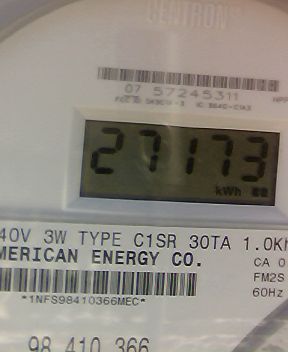 CENTRON
07 57245311
27173
kWh
40V 3W TYPE C1SR 30TA 1.0Kh
MERICAN ENERGY CO.
CA 0
FM2S
60Hz
*1NFS98410366MEC*
98 410 366